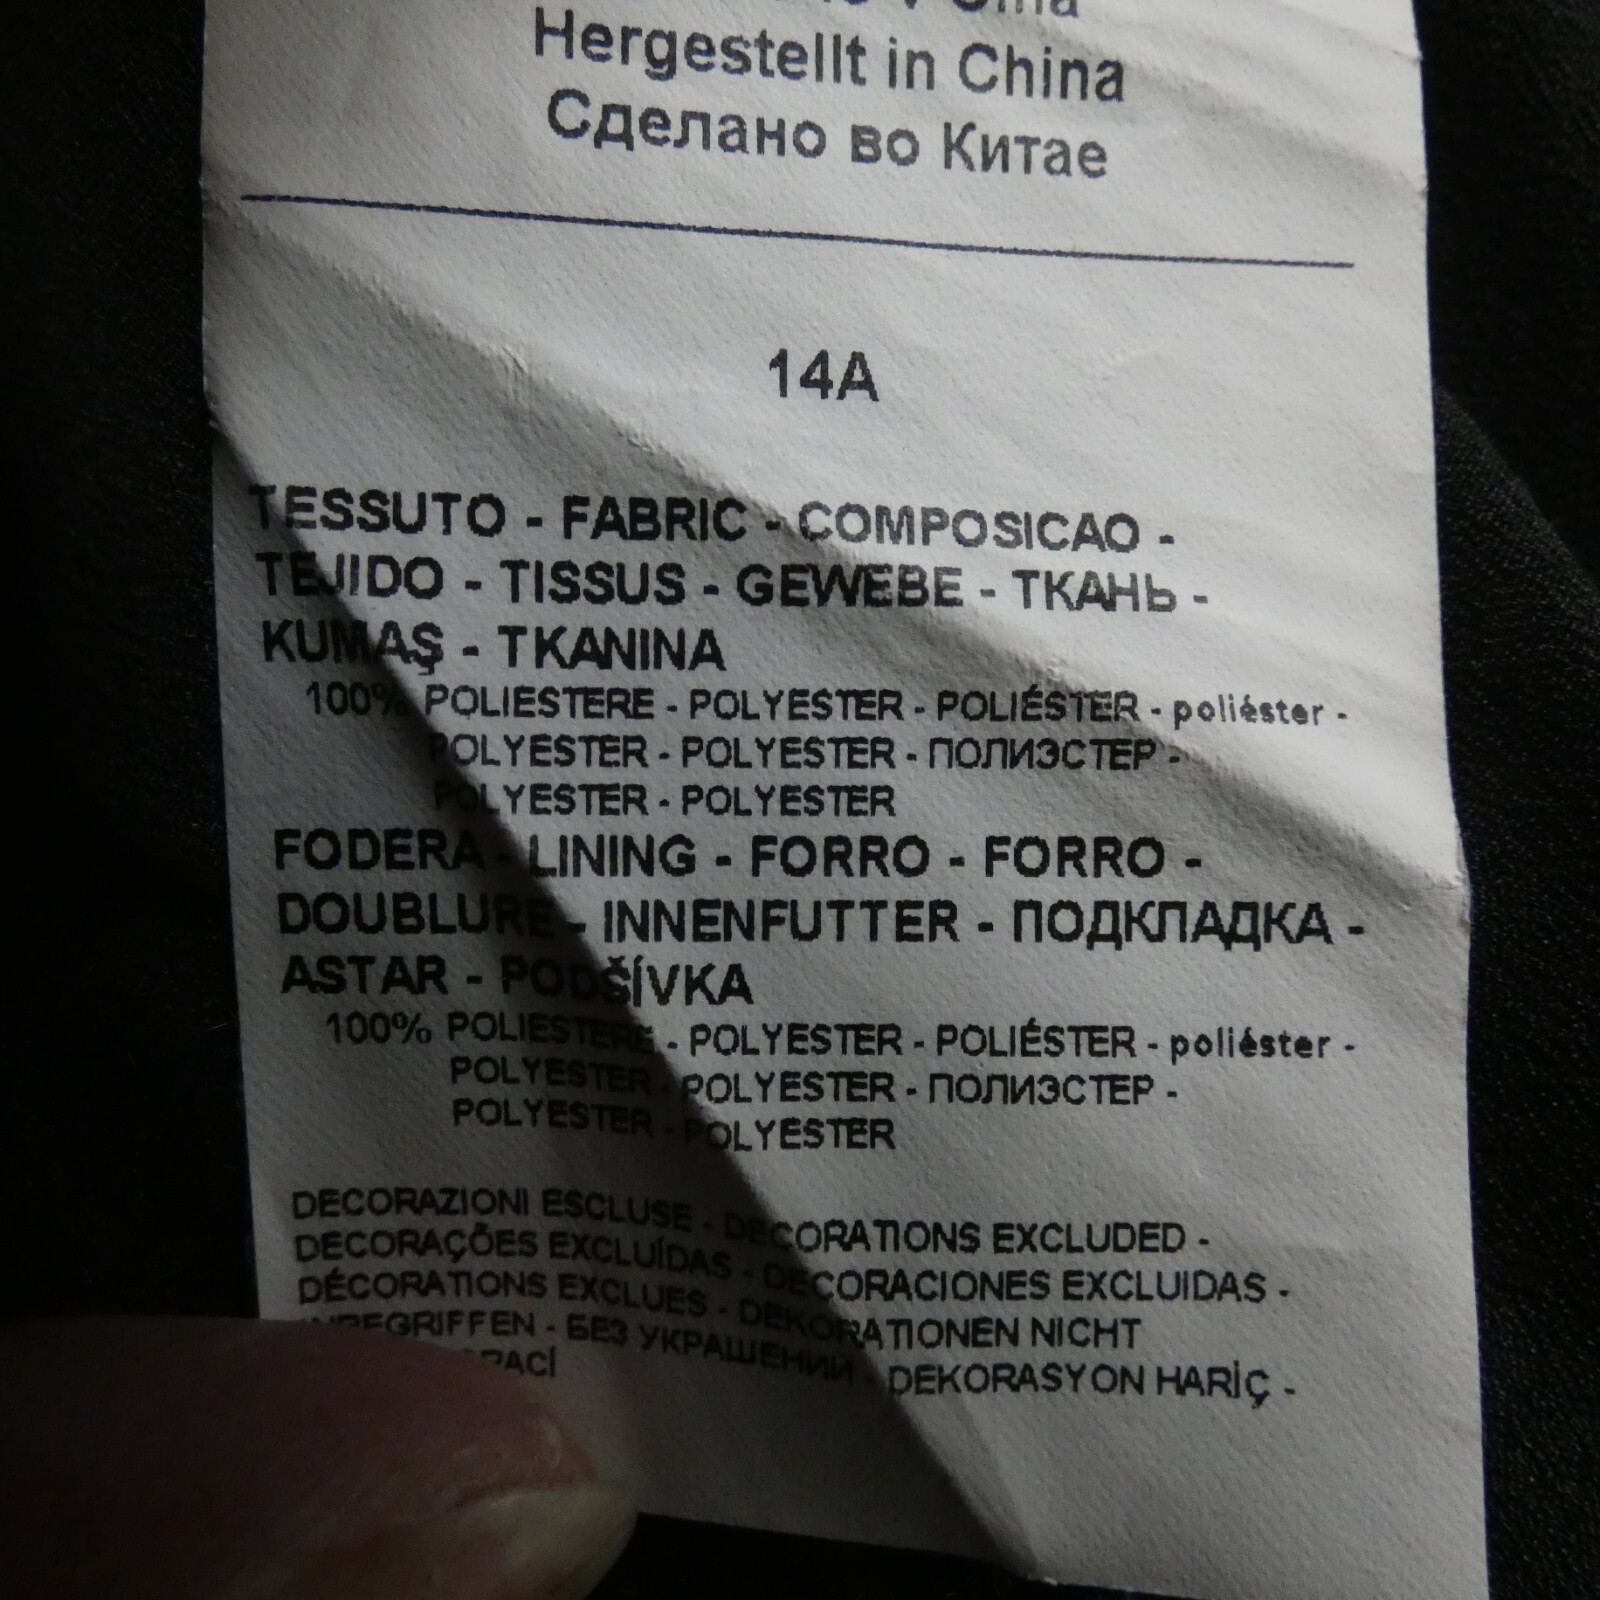 Hergestellt in China
Сделано во Китае
14A
TESSUTO - FABRIC - COMPOSICAO -
TEJIDO - TISSUS - GEWEBE - ТКАНЬ -
KUMAŞ - TKANINA
100% POLIESTERE - POLYESTER - POLIÉSTER - poliéster -
POLYESTER - POLYESTER - ПОЛИЭСТЕР -
POLYESTER - POLYESTER
FODERA - LINING - FORRO - FORRO -
DOUBLURE - INNENFUTTER - ПОДКЛАДКА -
ASTAR - PODŠÍVKA
100% POLIESTERE - POLYESTER - POLIÉSTER - poliéster -
POLYESTER - POLYESTER - ПОЛИЭСТЕР -
POLYESTER - POLYESTER
DECORAZIONI ESCLUSE - DECORATIONS EXCLUDED -
DECORAÇÕES EXCLUÍDAS - DECORACIONES EXCLUIDAS -
DÉCORATIONS EXCLUES - DEKORATIONEN NICHT
INBEGRIFFEN - БЕЗ УКРАШЕНИЙ - DEKORASYON HARİÇ -